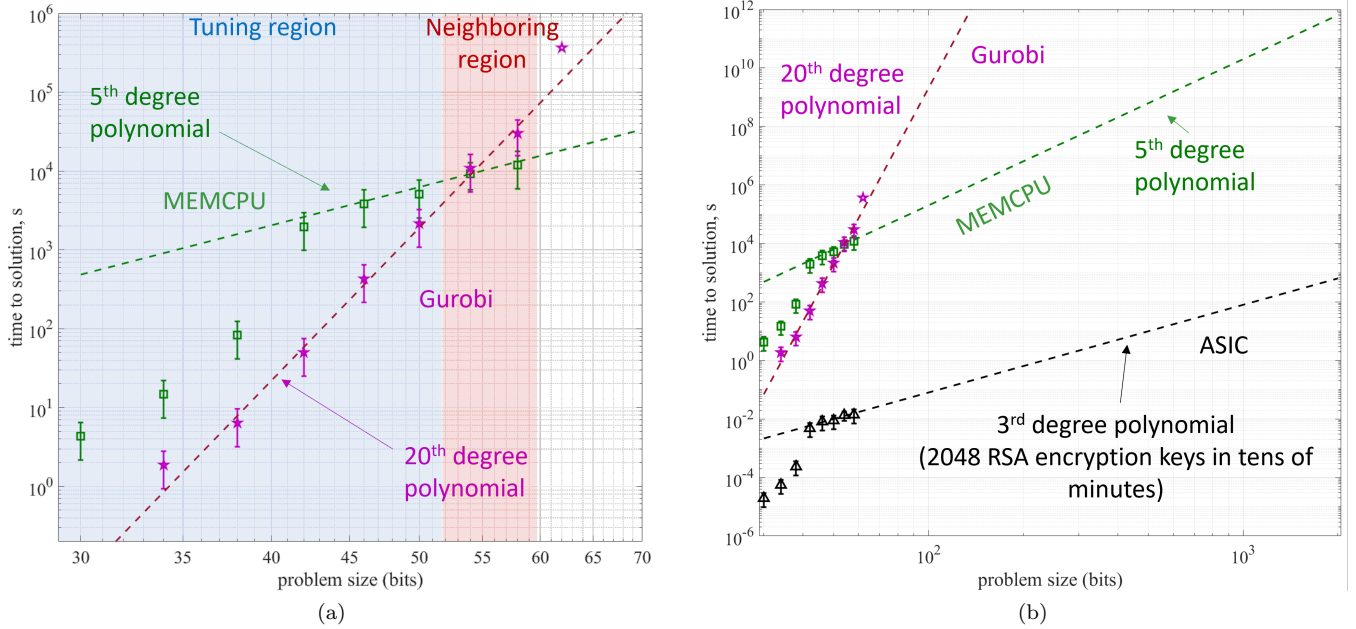 Tuning region
Neighboring
region
5th degree
polynomial
MEMCPU
Gurobi
20th degree
polynomial
time to solution, s
10^6
10^5
10^4
10^3
10^2
10^1
10^0
30 35 40 45 50 55 60 65 70
problem size (bits)
(a)
20th degree
polynomial
Gurobi
5th degree
polynomial
MEMCPU
ASIC
3rd degree polynomial
(2048 RSA encryption keys in tens of
minutes)
time to solution, s
10^12
10^10
10^8
10^6
10^4
10^2
10^0
10^-2
10^-4
10^-6
10^2 10^3
problem size (bits)
(b)